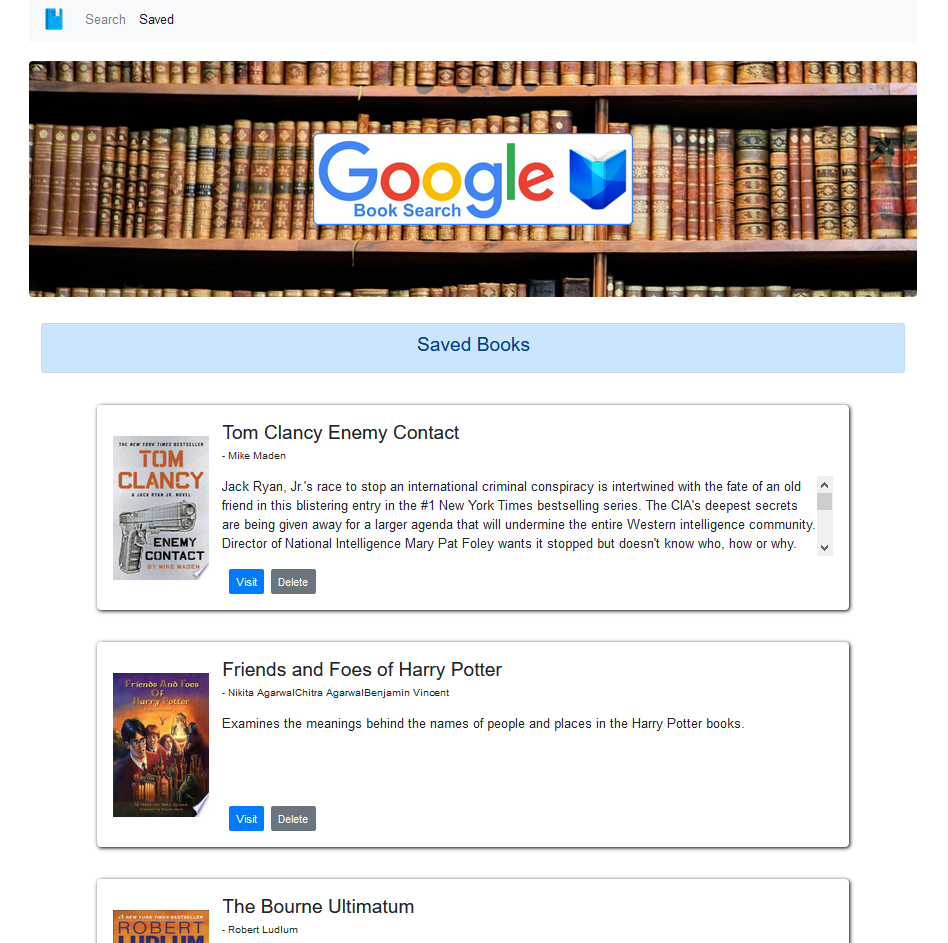 Search Saved
Google
Book Search
Saved Books
Tom Clancy Enemy Contact
- Mike Maden
THE NEW YORK TIMES BESTSELLER
TOM
CLANCY
A JACK RYAN JR. NOVEL
ENEMY
CONTACT
BY MIKE MADEN
Jack Ryan, Jr.'s race to stop an international criminal conspiracy is intertwined with the fate of an old
friend in this blistering entry in the #1 New York Times bestselling series. The CIA's deepest secrets
are being given away for a larger agenda that will undermine the entire Western intelligence community.
Director of National Intelligence Mary Pat Foley wants it stopped but doesn't know who, how or why.
Visit Delete
Friends and Foes of Harry Potter
- Nikita AgarwalChitra AgarwalBenjamin Vincent
Friends And Foes
Of
Harry Potter
Examines the meanings behind the names of people and places in the Harry Potter books.
Visit Delete
The Bourne Ultimatum
- Robert Ludlum
#1 NEW YORK TIMES BESTSELLER
ROBERT
LUDLUM